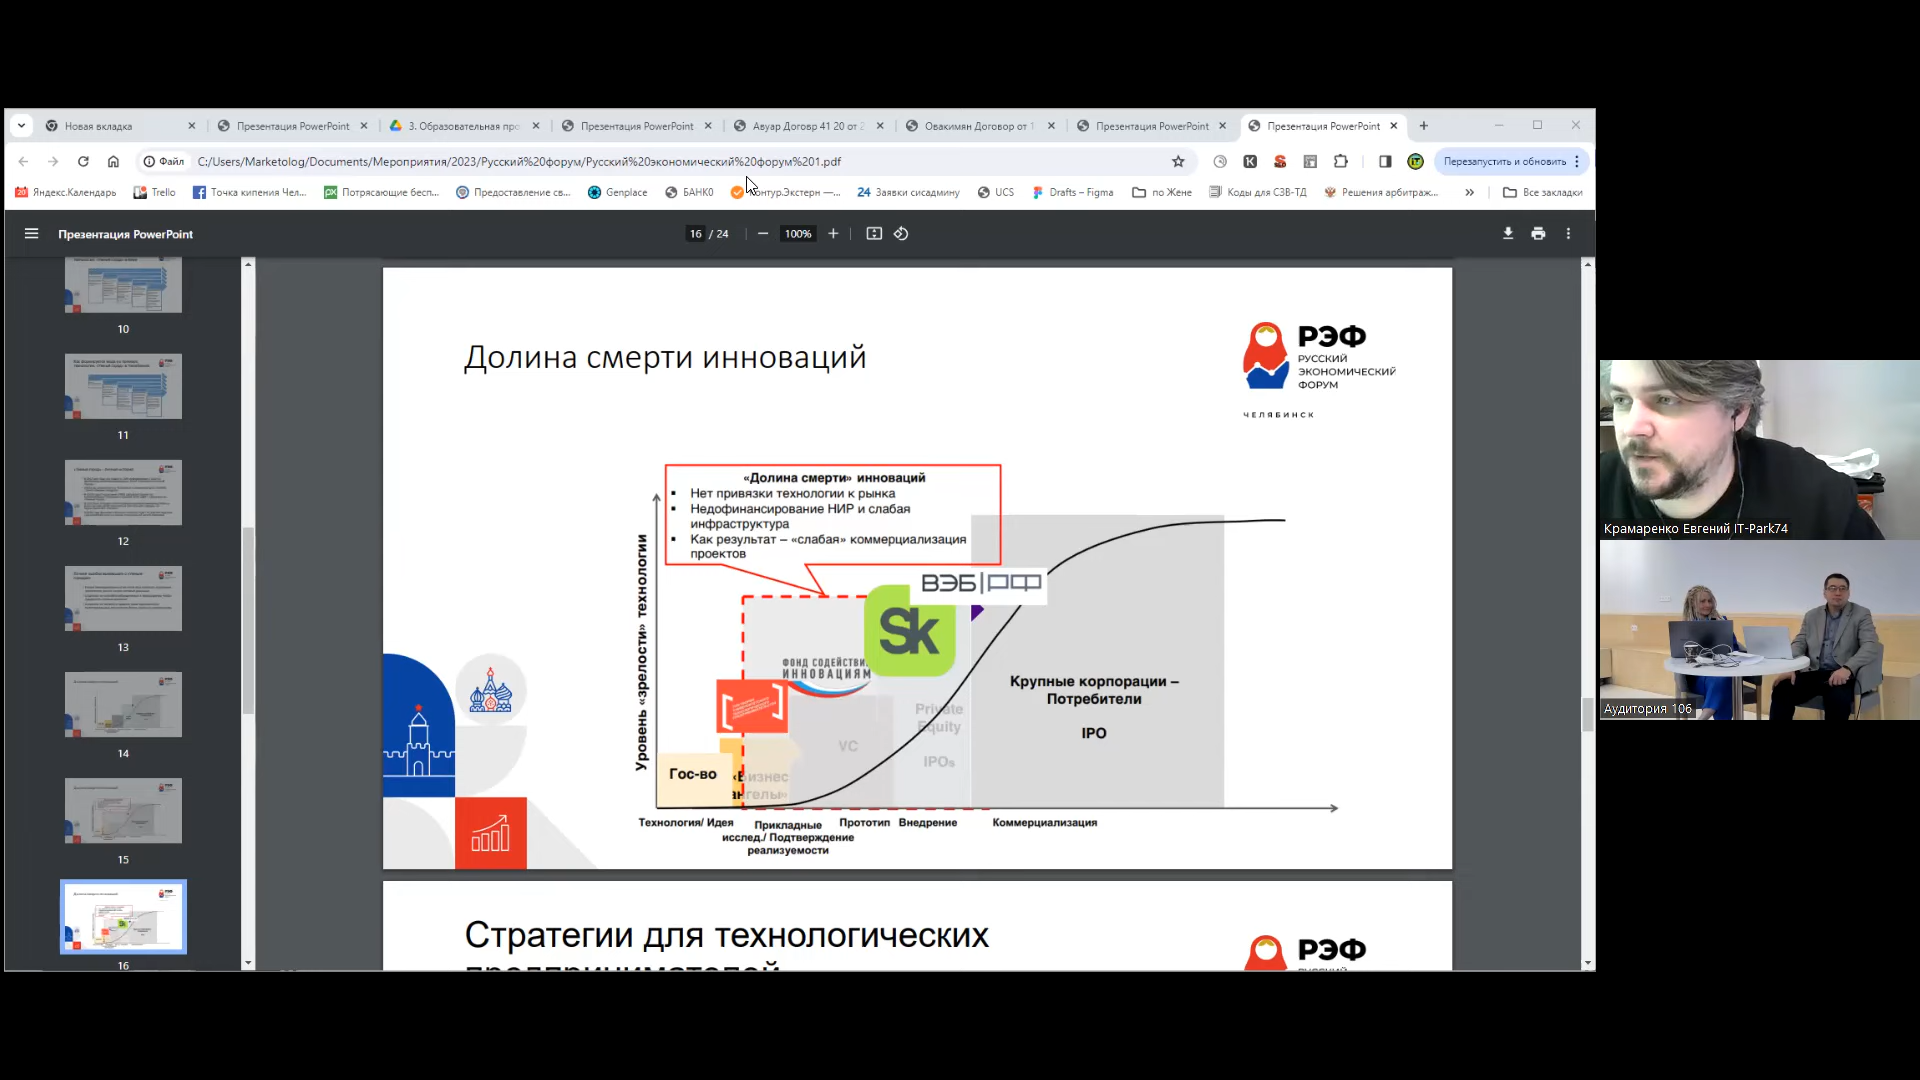 Новая вкладка
Презентация PowerPoint
3. Образовательная про
Презентация PowerPoint
Авуар Договр 41 20 от 2
Овакимян Договор от 1
Презентация PowerPoint
Презентация PowerPoint
Файл
C:/Users/Marketolog/Documents/Мероприятия/2023/Русский%20форум/Русский%20экономический%20форум%201.pdf
Перезапустить и обновить
Яндекс.Календарь
Trello
Точка кипения Чел...
Потрясающие бесп...
Предоставление св...
Genplace
БАНКО
Контур.Экстерн —...
24 Заявки сисадмину
UCS
Drafts – Figma
по Жене
Коды для СЗВ-ТД
Решения арбитраж...
Все закладки
Презентация PowerPoint
16 / 24
100%
10
11
12
13
14
15
16
Долина смерти инноваций
РЭФ
РУССКИЙ
ЭКОНОМИЧЕСКИЙ
ФОРУМ
ЧЕЛЯБИНСК
«Долина смерти» инноваций
Нет привязки технологии к рынка
Недофинансирование НИР и слабая
инфраструктура
Как результат – «слабая» коммерциализация
проектов
Уровень «зрелости» технологии
ВЭБ|РФ
Sk
ФОНД СОДЕЙСТВИ
ИННОВАЦИЯМ
Private
Equity
IPOs
VC
Гос-во
«Бизнес
ангелы»
Крупные корпорации –
Потребители
IPO
Технология/ Идея
Прикладные
исслед./ Подтверждение
реализуемости
Прототип
Внедрение
Коммерциализация
Стратегии для технологических
предпринимателей
РЭФ
Крамаренко Евгений IT-Park74
Аудитория 106